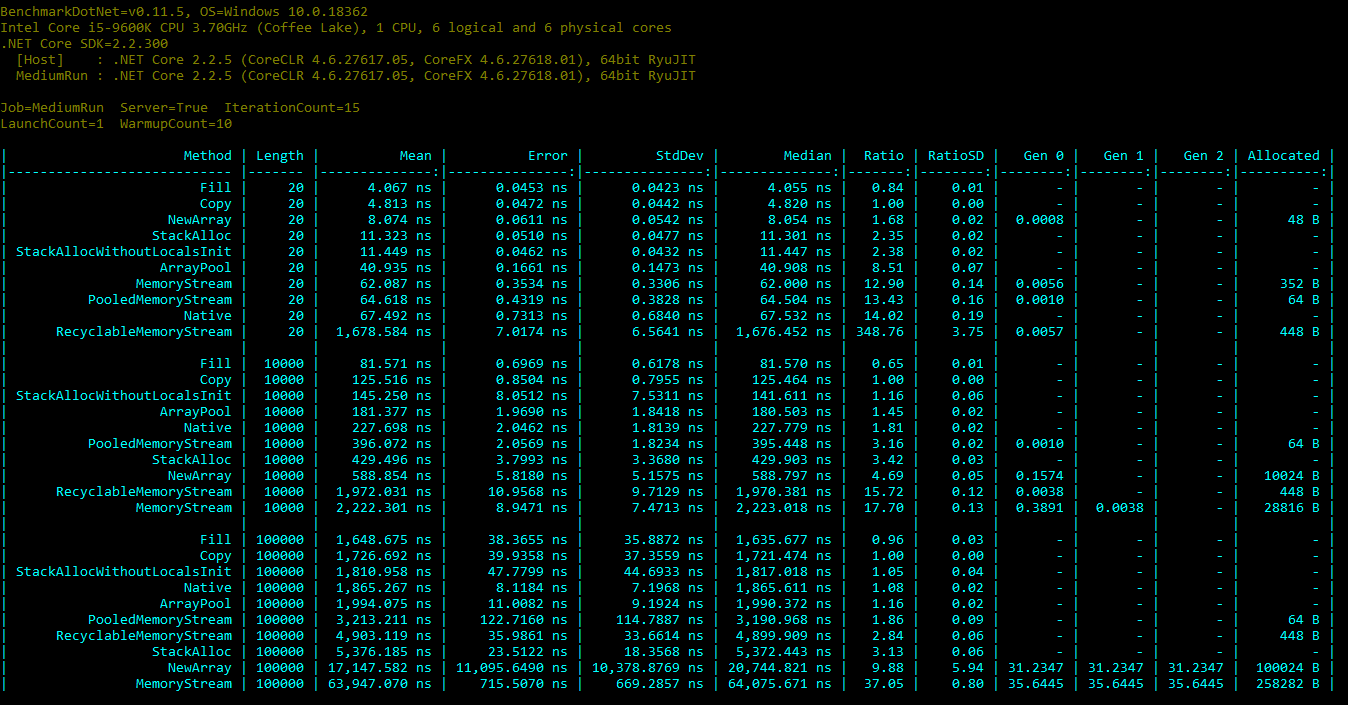 BenchmarkDotNet=v0.11.5, OS=Windows 10.0.18362
Intel Core i5-9600K CPU 3.70GHz (Coffee Lake), 1 CPU, 6 logical and 6 physical cores
.NET Core SDK=2.2.300
  [Host]    : .NET Core 2.2.5 (CoreCLR 4.6.27617.05, CoreFX 4.6.27618.01), 64bit RyuJIT
  MediumRun : .NET Core 2.2.5 (CoreCLR 4.6.27617.05, CoreFX 4.6.27618.01), 64bit RyuJIT
Job=MediumRun  Server=True  IterationCount=15
LaunchCount=1  WarmupCount=10
| Method | Length | Mean | Error | StdDev | Median | Ratio | RatioSD | Gen 0 | Gen 1 | Gen 2 | Allocated |
|---------------------------- |------- |--------------:|--------------:|--------------:|--------------:|-------:|--------:|--------:|--------:|--------:|----------:|
| Fill | 20 | 4.067 ns | 0.0453 ns | 0.0423 ns | 4.055 ns | 0.84 | 0.01 | - | - | - | - |
| Copy | 20 | 4.813 ns | 0.0472 ns | 0.0442 ns | 4.820 ns | 1.00 | 0.00 | - | - | - | - |
| NewArray | 20 | 8.074 ns | 0.0611 ns | 0.0542 ns | 8.054 ns | 1.68 | 0.02 | 0.0008 | - | - | 48 B |
| StackAlloc | 20 | 11.323 ns | 0.0510 ns | 0.0477 ns | 11.301 ns | 2.35 | 0.02 | - | - | - | - |
| StackAllocWithoutLocalsInit | 20 | 11.449 ns | 0.0462 ns | 0.0432 ns | 11.447 ns | 2.38 | 0.02 | - | - | - | - |
| ArrayPool | 20 | 40.935 ns | 0.1661 ns | 0.1473 ns | 40.908 ns | 8.51 | 0.07 | - | - | - | - |
| MemoryStream | 20 | 62.087 ns | 0.3534 ns | 0.3306 ns | 62.000 ns | 12.90 | 0.14 | 0.0056 | - | - | 352 B |
| PooledMemoryStream | 20 | 64.618 ns | 0.4319 ns | 0.3828 ns | 64.504 ns | 13.43 | 0.16 | 0.0010 | - | - | 64 B |
| Native | 20 | 67.492 ns | 0.7313 ns | 0.6840 ns | 67.532 ns | 14.02 | 0.19 | - | - | - | - |
| RecyclableMemoryStream | 20 | 1,678.584 ns | 7.0174 ns | 6.5641 ns | 1,676.452 ns | 348.76 | 3.75 | 0.0057 | - | - | 448 B |
| | | | | | | | | | | | |
| Fill | 10000 | 81.571 ns | 0.6969 ns | 0.6178 ns | 81.570 ns | 0.65 | 0.01 | - | - | - | - |
| Copy | 10000 | 125.516 ns | 0.8504 ns | 0.7955 ns | 125.464 ns | 1.00 | 0.00 | - | - | - | - |
| StackAllocWithoutLocalsInit | 10000 | 145.250 ns | 8.0512 ns | 7.5311 ns | 141.611 ns | 1.16 | 0.06 | - | - | - | - |
| ArrayPool | 10000 | 181.377 ns | 1.9690 ns | 1.8418 ns | 180.503 ns | 1.45 | 0.02 | - | - | - | - |
| Native | 10000 | 227.698 ns | 2.0462 ns | 1.8139 ns | 227.779 ns | 1.81 | 0.02 | - | - | - | - |
| PooledMemoryStream | 10000 | 396.072 ns | 2.0569 ns | 1.8234 ns | 395.448 ns | 3.16 | 0.02 | 0.0010 | - | - | 64 B |
| StackAlloc | 10000 | 429.496 ns | 3.7993 ns | 3.3680 ns | 429.903 ns | 3.42 | 0.03 | - | - | - | - |
| NewArray | 10000 | 588.854 ns | 5.8180 ns | 5.1575 ns | 588.797 ns | 4.69 | 0.05 | 0.1574 | - | - | 10024 B |
| RecyclableMemoryStream | 10000 | 1,972.031 ns | 10.9568 ns | 9.7129 ns | 1,970.381 ns | 15.72 | 0.12 | 0.0038 | - | - | 448 B |
| MemoryStream | 10000 | 2,222.301 ns | 8.9471 ns | 7.4713 ns | 2,223.018 ns | 17.70 | 0.13 | 0.3891 | 0.0038 | - | 28816 B |
| | | | | | | | | | | | |
| Fill | 100000 | 1,648.675 ns | 38.3655 ns | 35.8872 ns | 1,635.677 ns | 0.96 | 0.03 | - | - | - | - |
| Copy | 100000 | 1,726.692 ns | 39.9358 ns | 37.3559 ns | 1,721.474 ns | 1.00 | 0.00 | - | - | - | - |
| StackAllocWithoutLocalsInit | 100000 | 1,810.958 ns | 47.7799 ns | 44.6933 ns | 1,817.018 ns | 1.05 | 0.04 | - | - | - | - |
| Native | 100000 | 1,865.267 ns | 8.1184 ns | 7.1968 ns | 1,865.611 ns | 1.08 | 0.02 | - | - | - | - |
| ArrayPool | 100000 | 1,994.075 ns | 11.0082 ns | 9.1924 ns | 1,990.372 ns | 1.16 | 0.02 | - | - | - | - |
| PooledMemoryStream | 100000 | 3,213.211 ns | 122.7160 ns | 114.7887 ns | 3,190.968 ns | 1.86 | 0.09 | - | - | - | 64 B |
| RecyclableMemoryStream | 100000 | 4,903.119 ns | 35.9861 ns | 33.6614 ns | 4,899.909 ns | 2.84 | 0.06 | - | - | - | 448 B |
| StackAlloc | 100000 | 5,376.185 ns | 23.5122 ns | 18.3568 ns | 5,372.443 ns | 3.13 | 0.06 | - | - | - | - |
| NewArray | 100000 | 17,147.582 ns | 11,095.6490 ns | 10,378.8769 ns | 20,744.821 ns | 9.88 | 5.94 | 31.2347 | 31.2347 | 31.2347 | 100024 B |
| MemoryStream | 100000 | 63,947.070 ns | 715.5070 ns | 669.2857 ns | 64,075.671 ns | 37.05 | 0.80 | 35.6445 | 35.6445 | 35.6445 | 258282 B |